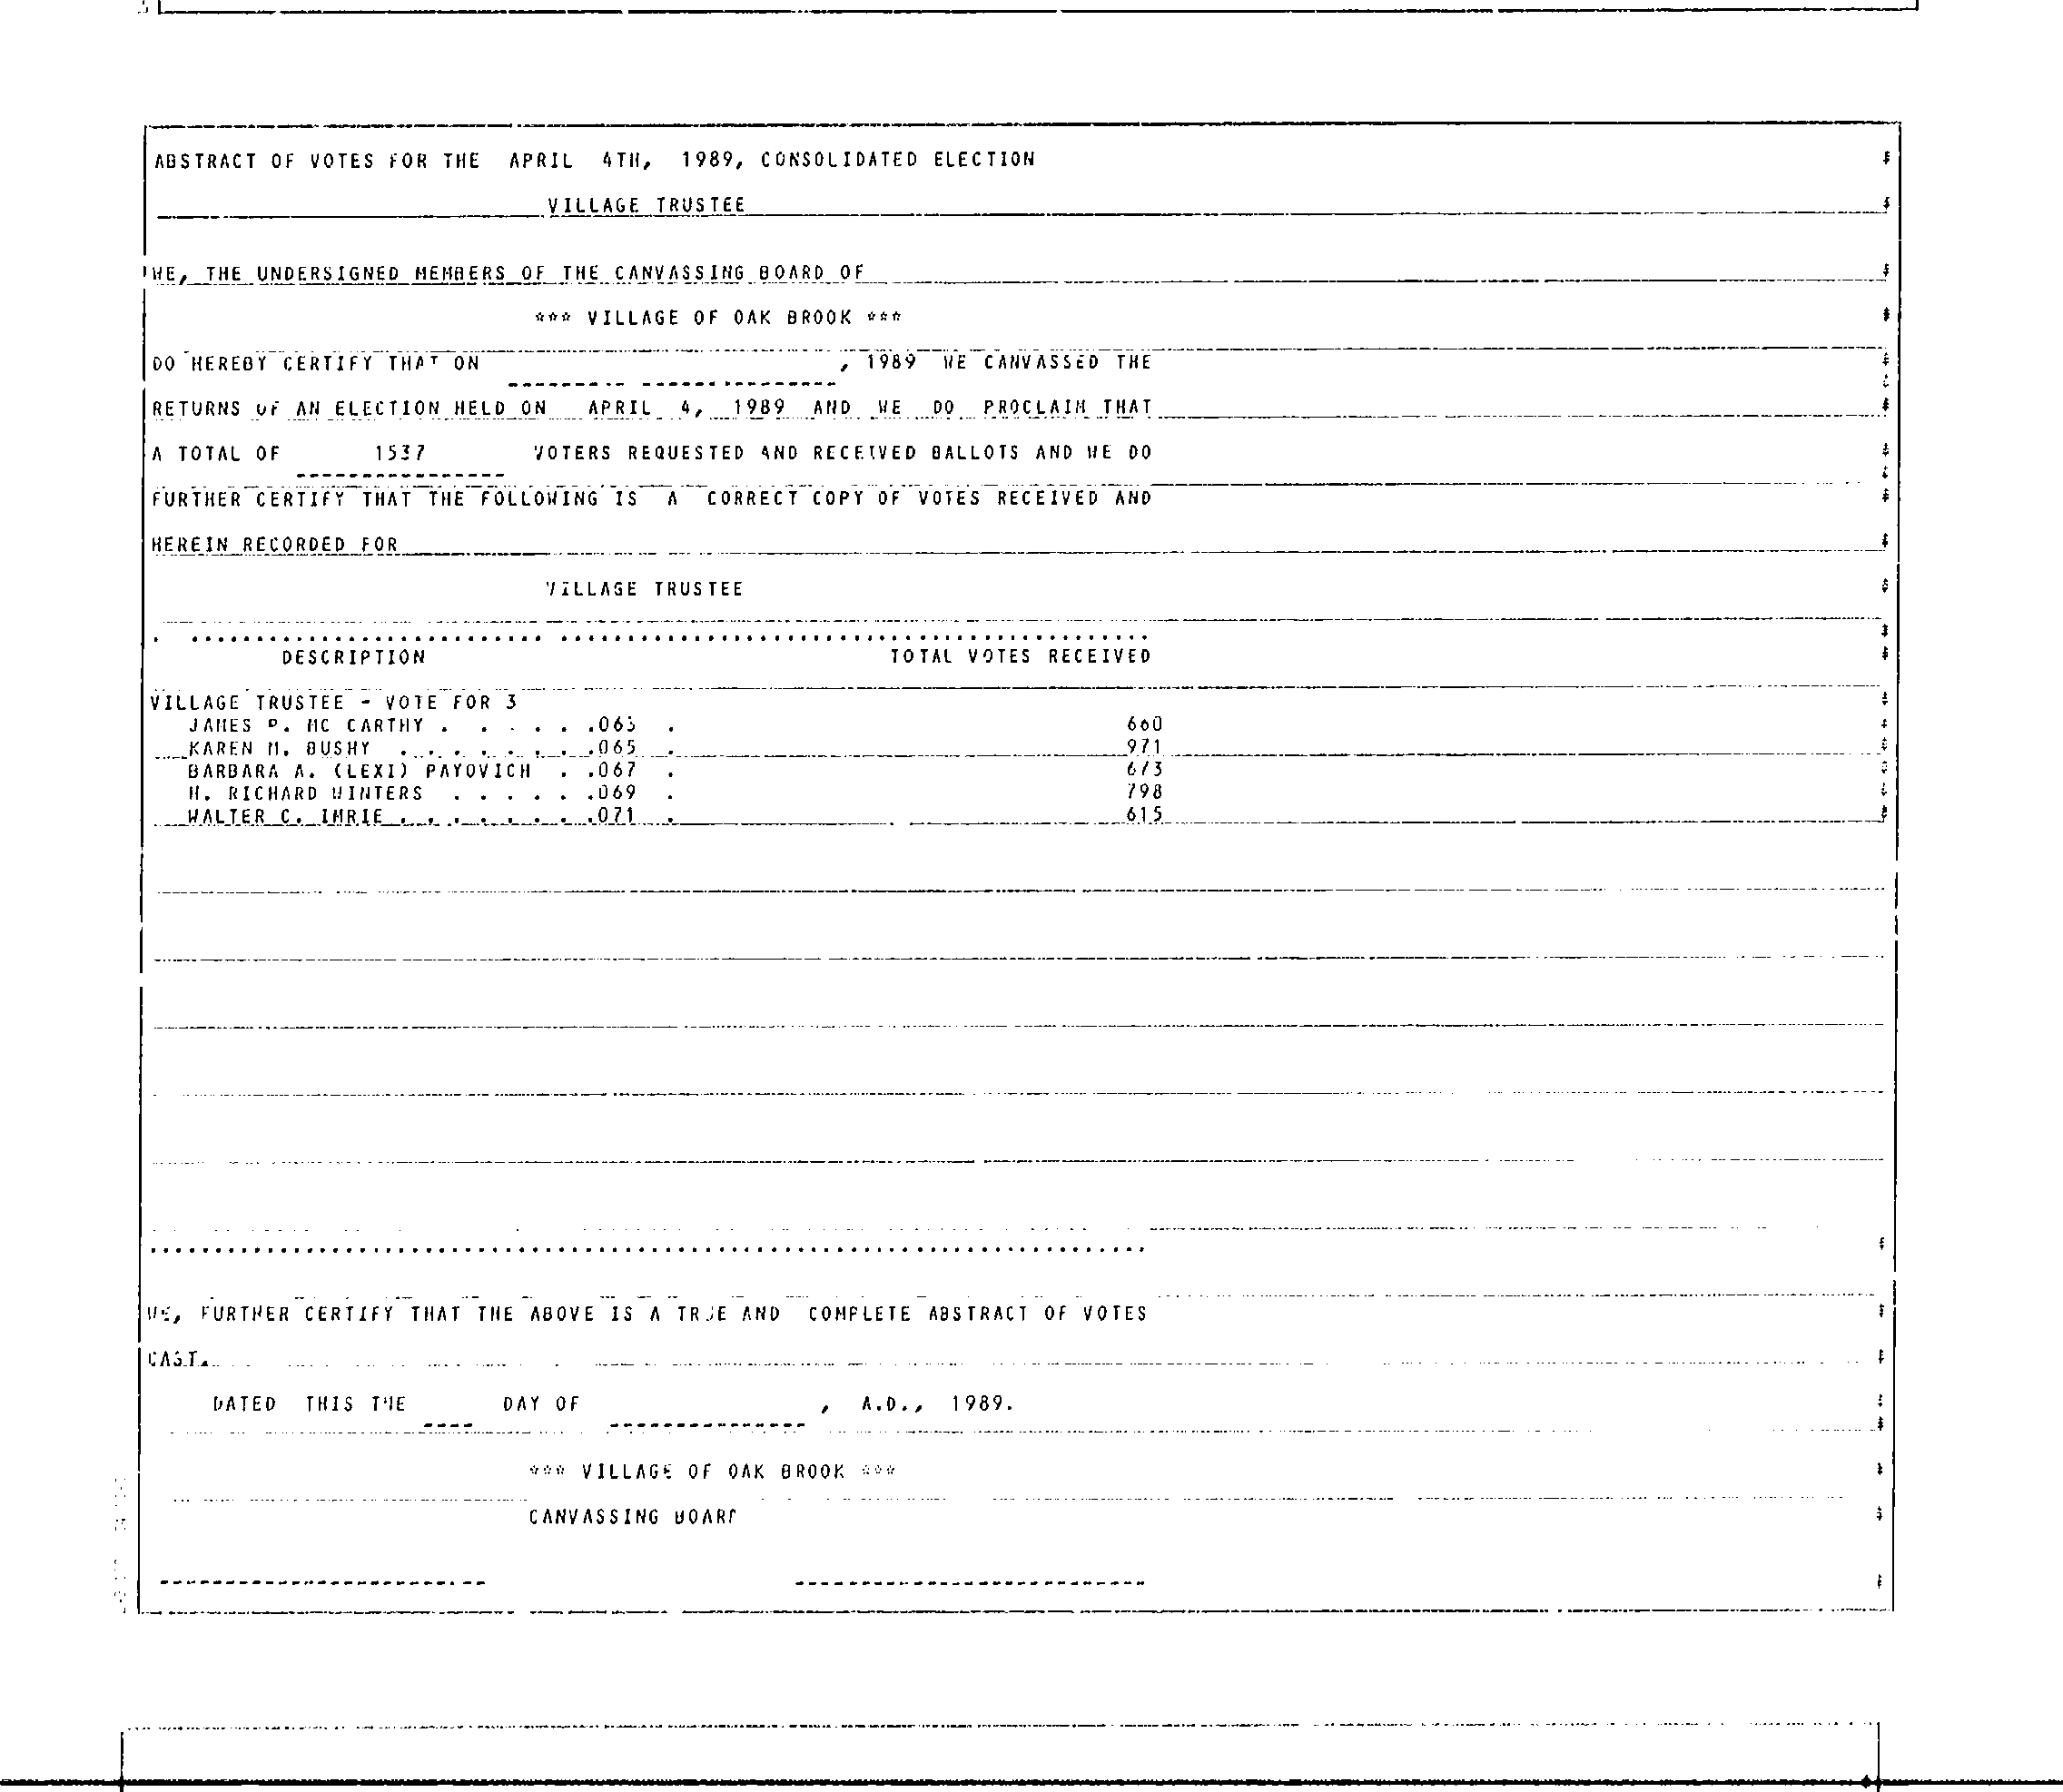 ABSTRACT OF VOTES FOR THE APRIL 4TH, 1989, CONSOLIDATED ELECTION
VILLAGE TRUSTEE
WE, THE UNDERSIGNED MEMBERS OF THE CANVASSING BOARD OF
*** VILLAGE OF OAK BROOK ***
DO HEREBY CERTIFY THAT ON , 1989 WE CANVASSED THE
RETURNS OF AN ELECTION HELD ON APRIL 4, 1989 AND WE DO PROCLAIM THAT
A TOTAL OF 1537 VOTERS REQUESTED AND RECEIVED BALLOTS AND WE DO
FURTHER CERTIFY THAT THE FOLLOWING IS A CORRECT COPY OF VOTES RECEIVED AND
HEREIN RECORDED FOR
VILLAGE TRUSTEE
DESCRIPTION TOTAL VOTES RECEIVED
VILLAGE TRUSTEE - VOTE FOR 3
JAMES P. MC CARTHY . . . . . .063 . 660
KAREN M. BUSHY . . . . . . . .065 . 971
BARBARA A. (LEXI) PAYOVICH . .067 . 673
H. RICHARD WINTERS . . . . . .069 . 798
WALTER C. IMRIE . . . . . . . .071 . 615
WE, FURTHER CERTIFY THAT THE ABOVE IS A TRUE AND COMPLETE ABSTRACT OF VOTES
CAST.
DATED THIS THE DAY OF , A.D., 1989.
*** VILLAGE OF OAK BROOK ***
CANVASSING BOARD